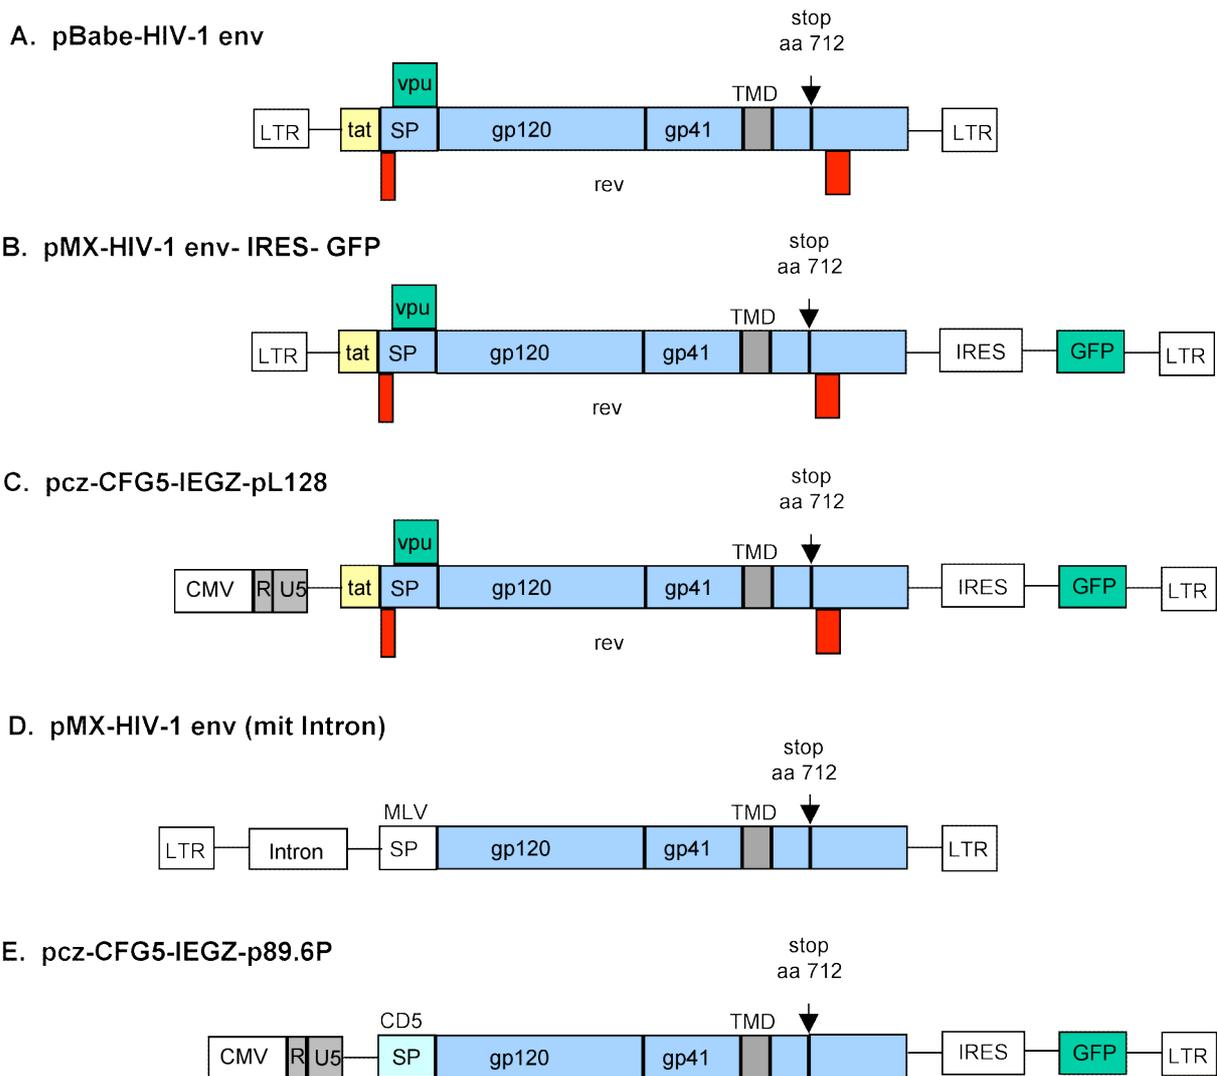 A. pBabe-HIV-1 env
stop
aa 712
vpu
TMD
LTR tat SP gp120 gp41 LTR
rev
B. pMX-HIV-1 env- IRES- GFP
stop
aa 712
vpu
TMD
LTR tat SP gp120 gp41 IRES GFP LTR
rev
C. pcz-CFG5-IEGZ-pL128
stop
aa 712
vpu
TMD
CMV R U5 tat SP gp120 gp41 IRES GFP LTR
rev
D. pMX-HIV-1 env (mit Intron)
stop
aa 712
MLV TMD
LTR Intron SP gp120 gp41 LTR
E. pcz-CFG5-IEGZ-p89.6P
stop
aa 712
CD5 TMD
CMV R U5 SP gp120 gp41 IRES GFP LTR